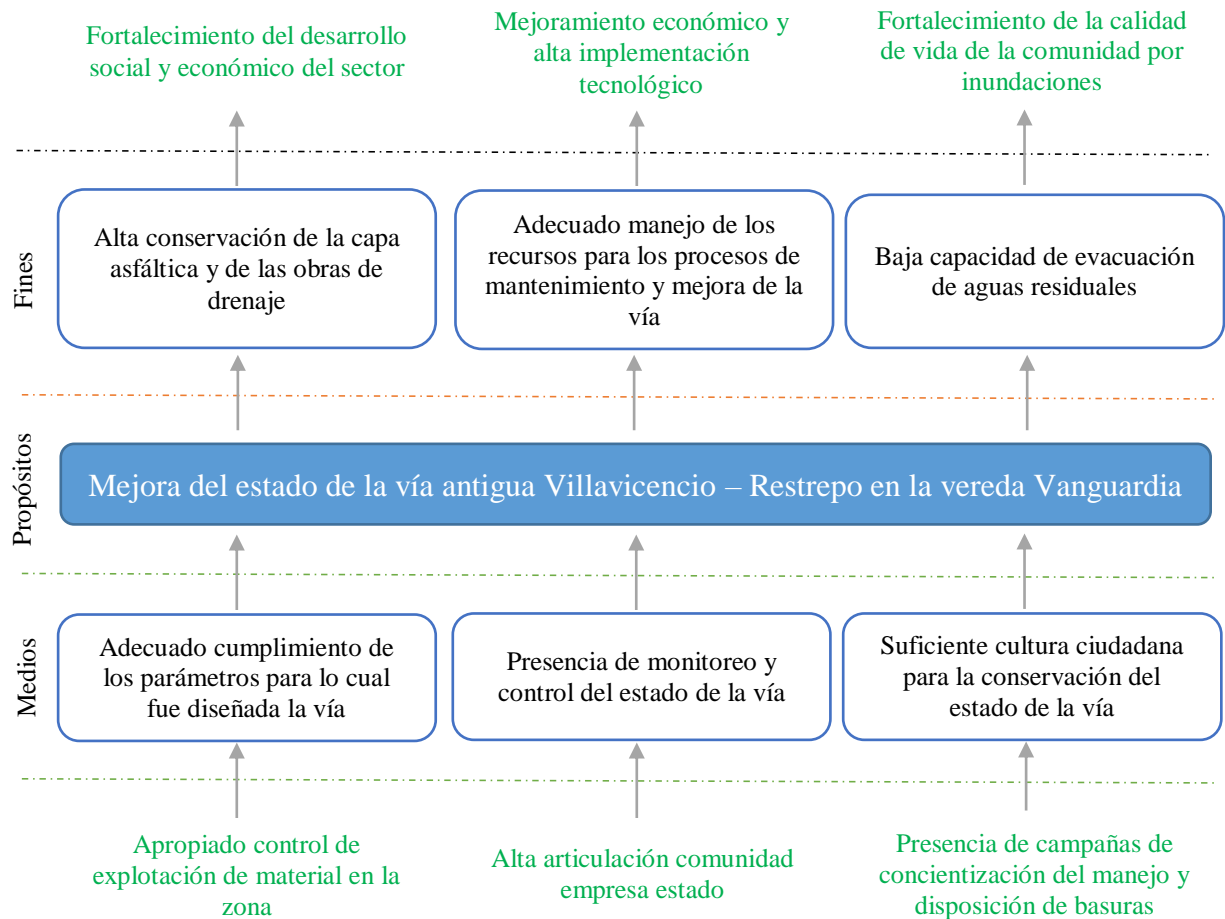 Fortalecimiento del desarrollo
social y económico del sector
Mejoramiento económico y
alta implementación
tecnológico
Fortalecimiento de la calidad
de vida de la comunidad por
inundaciones
Fines
Alta conservación de la capa
asfáltica y de las obras de
drenaje
Adecuado manejo de los
recursos para los procesos de
mantenimiento y mejora de la
vía
Baja capacidad de evacuación
de aguas residuales
Propósitos
Mejora del estado de la vía antigua Villavicencio – Restrepo en la vereda Vanguardia
Medios
Adecuado cumplimiento de
los parámetros para lo cual
fue diseñada la vía
Presencia de monitoreo y
control del estado de la vía
Suficiente cultura ciudadana
para la conservación del
estado de la vía
Apropiado control de
explotación de material en la
zona
Alta articulación comunidad
empresa estado
Presencia de campañas de
concientización del manejo y
disposición de basuras